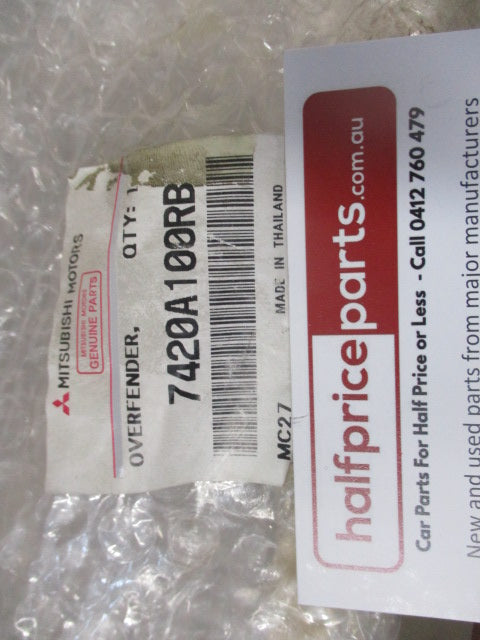 MITSUBISHI MOTORS
MITSUBISHI MOTORS
GENUINE PARTS
OVERFENDER, QTY: 1
7420A100RB
MC27 MADE IN THAILAND
halfpriceparts.com.au
Car Parts For Half Price or Less - Call 0412 760 479
New and used parts from major manufacturers